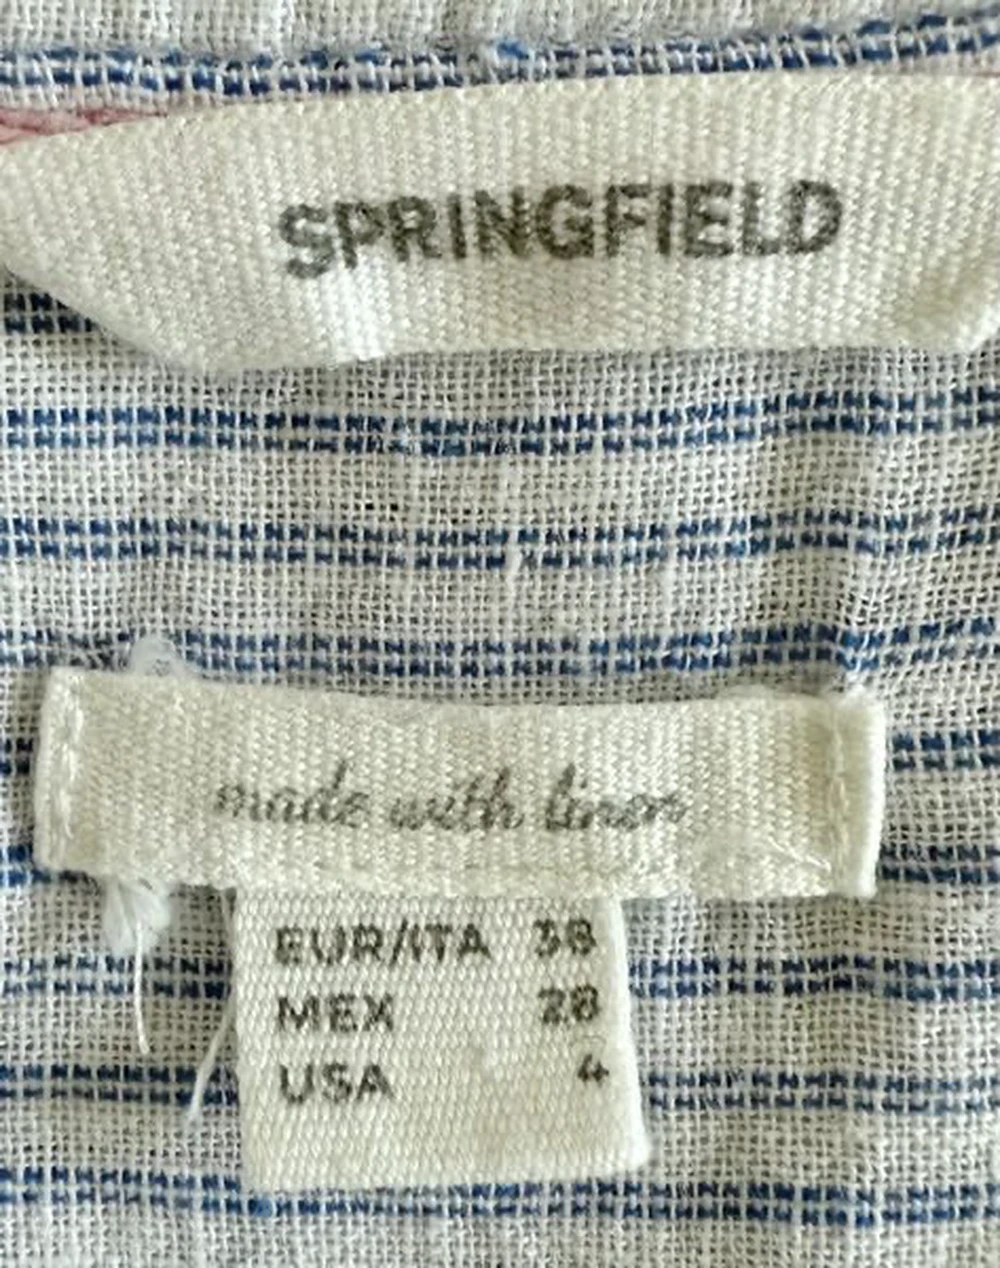 SPRINGFIELD
made with linen
EUR/ITA 38
MEX 28
USA 4